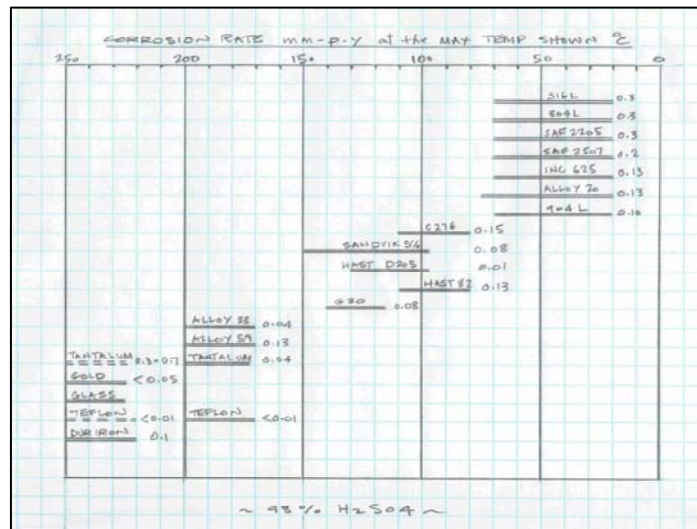 CORROSION RATE mm-p-y at the MAX TEMP SHOWN °C
250 200 150 100 50 0
316L 0.3
304L 0.3
SAF 2205 0.3
SAF 2507 0.2
INC 625 0.13
ALLOY 20 0.13
904L 0.10
C276 0.15
SANDVIK SX 0.08
HAST D205 0.01
HAST B2 0.13
G30 0.08
ALLOY 33 0.04
ALLOY 59 0.13
TANTALUM 0.3-0.7 TANTALUM 0.04
GOLD <0.05
GLASS
TEFLON <0.01 TEFLON <0.01
DURIRON 0.1
~ 98% H2SO4 ~